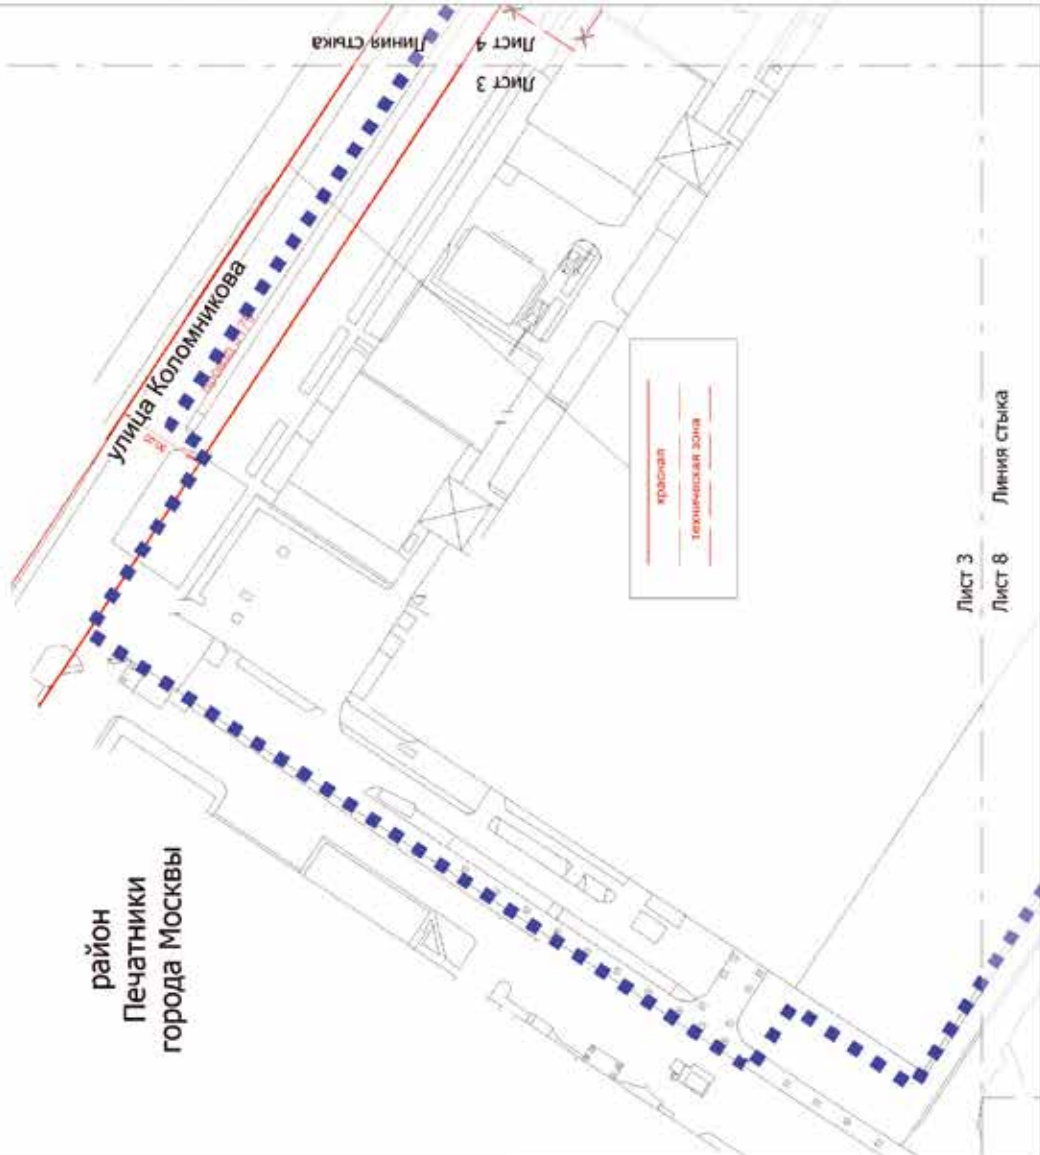 Линия стыка
Лист 4
Лист 3
улица Коломникова
красная
техническая зона
Лист 3
Лист 8
Линия стыка
район
Печатники
города Москвы